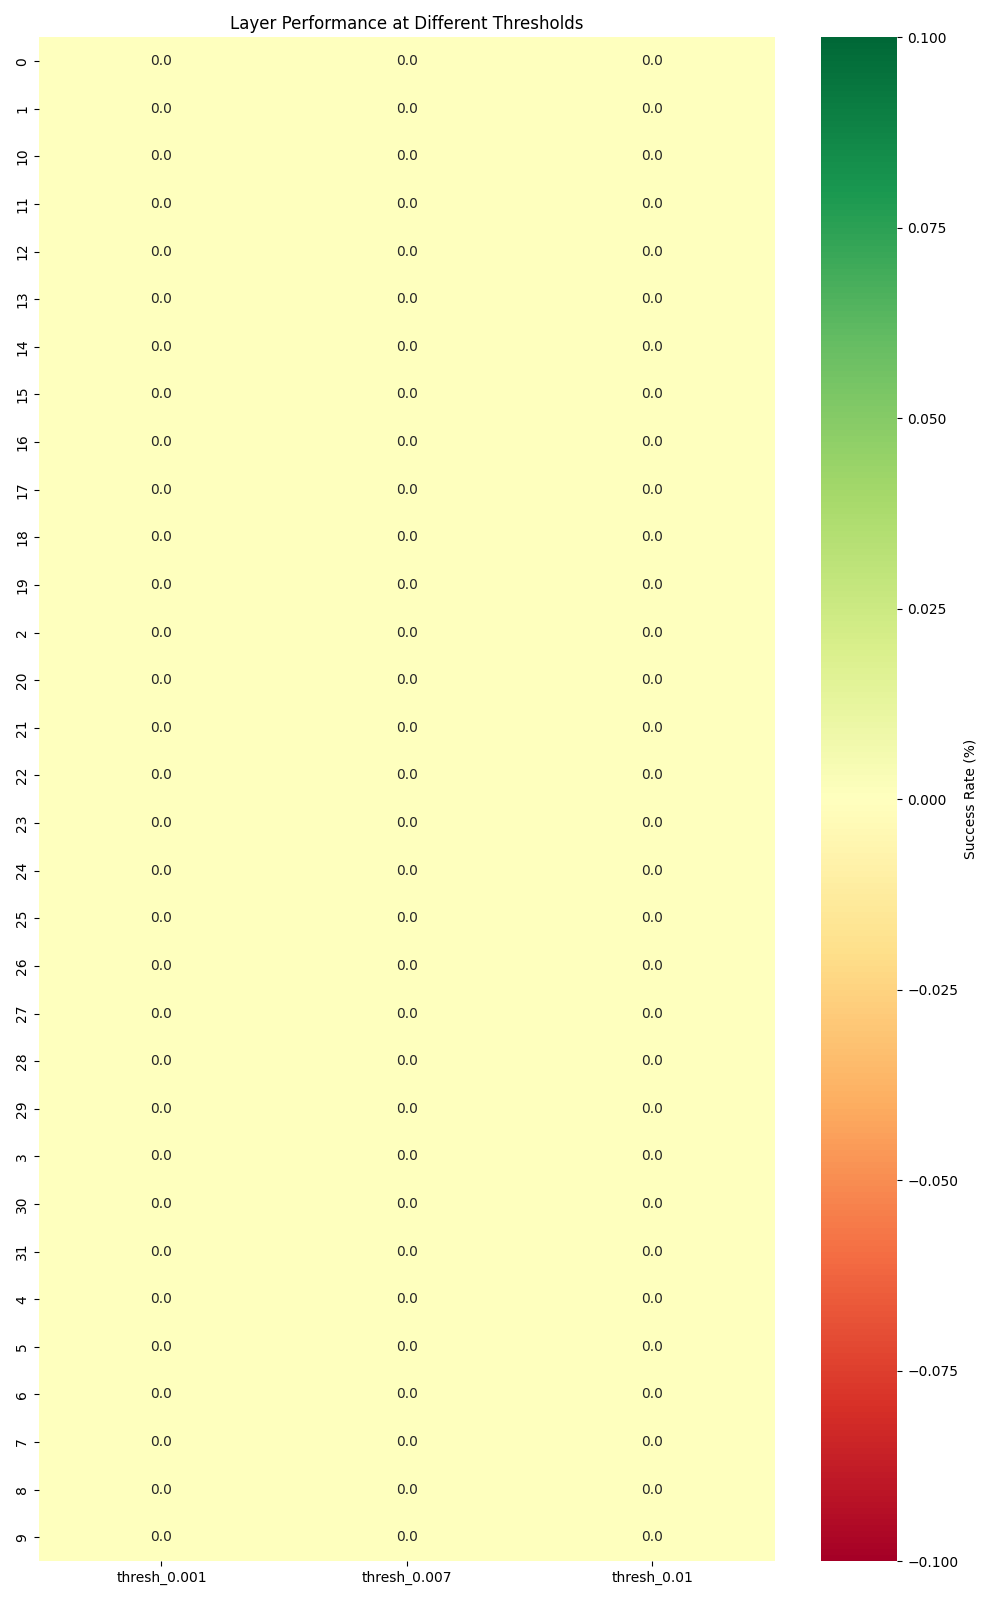 Layer Performance at Different Thresholds
0 0.0 0.0 0.0
1 0.0 0.0 0.0
10 0.0 0.0 0.0
11 0.0 0.0 0.0
12 0.0 0.0 0.0
13 0.0 0.0 0.0
14 0.0 0.0 0.0
15 0.0 0.0 0.0
16 0.0 0.0 0.0
17 0.0 0.0 0.0
18 0.0 0.0 0.0
19 0.0 0.0 0.0
2 0.0 0.0 0.0
20 0.0 0.0 0.0
21 0.0 0.0 0.0
22 0.0 0.0 0.0
23 0.0 0.0 0.0
24 0.0 0.0 0.0
25 0.0 0.0 0.0
26 0.0 0.0 0.0
27 0.0 0.0 0.0
28 0.0 0.0 0.0
29 0.0 0.0 0.0
3 0.0 0.0 0.0
30 0.0 0.0 0.0
31 0.0 0.0 0.0
4 0.0 0.0 0.0
5 0.0 0.0 0.0
6 0.0 0.0 0.0
7 0.0 0.0 0.0
8 0.0 0.0 0.0
9 0.0 0.0 0.0
thresh_0.001 thresh_0.007 thresh_0.01
0.100
0.075
0.050
0.025
0.000
−0.025
−0.050
−0.075
−0.100
Success Rate (%)